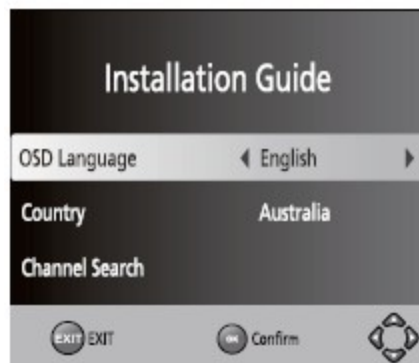 Installation Guide
OSD Language English
Country Australia
Channel Search
EXIT EXIT OK Confirm